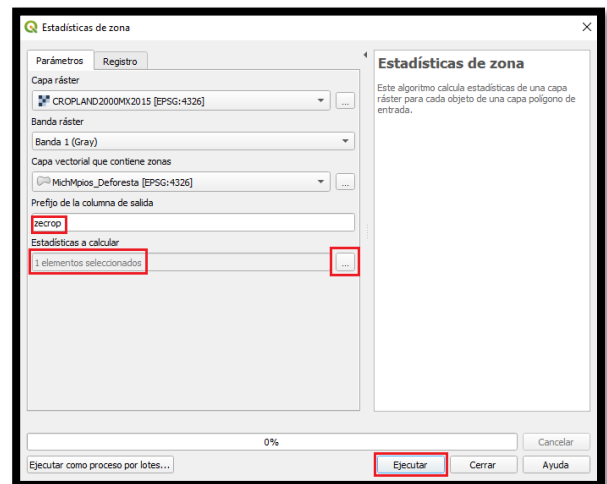 Estadísticas de zona
Parámetros
Registro
Capa ráster
CROPLAND2000MX2015 [EPSG:4326]
...
Banda ráster
Banda 1 (Gray)
Capa vectorial que contiene zonas
MichMpios_Deforesta [EPSG:4326]
...
Prefijo de la columna de salida
zecrop
Estadísticas a calcular
1 elementos seleccionados
...
Estadísticas de zona
Este algoritmo calcula estadísticas de una capa
ráster para cada objeto de una capa polígono de
entrada.
0%
Cancelar
Ejecutar como proceso por lotes...
Ejecutar
Cerrar
Ayuda